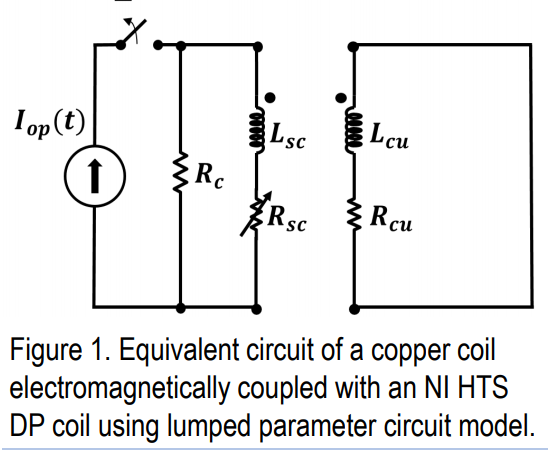 I_op(t)
R_c
L_sc
R_sc
L_cu
R_cu
Figure 1. Equivalent circuit of a copper coil
electromagnetically coupled with an NI HTS
DP coil using lumped parameter circuit model.